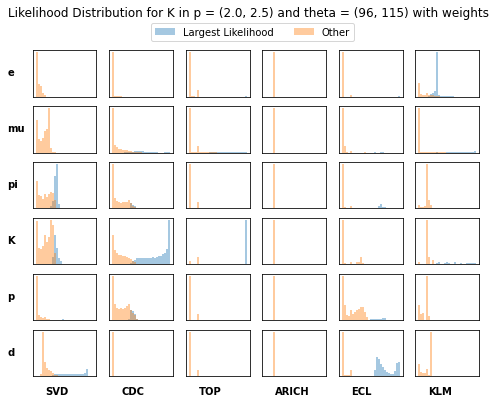 Likelihood Distribution for K in p = (2.0, 2.5) and theta = (96, 115) with weights
Largest Likelihood Other
e
mu
pi
K
p
d
SVD CDC TOP ARICH ECL KLM